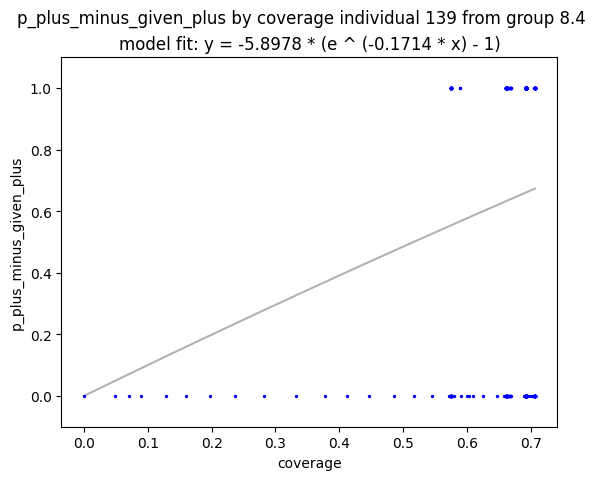 p_plus_minus_given_plus by coverage individual 139 from group 8.4
model fit: y = -5.8978 * (e ^ (-0.1714 * x) - 1)
1.0
0.8
0.6
0.4
0.2
0.0
p_plus_minus_given_plus
0.0 0.1 0.2 0.3 0.4 0.5 0.6 0.7
coverage